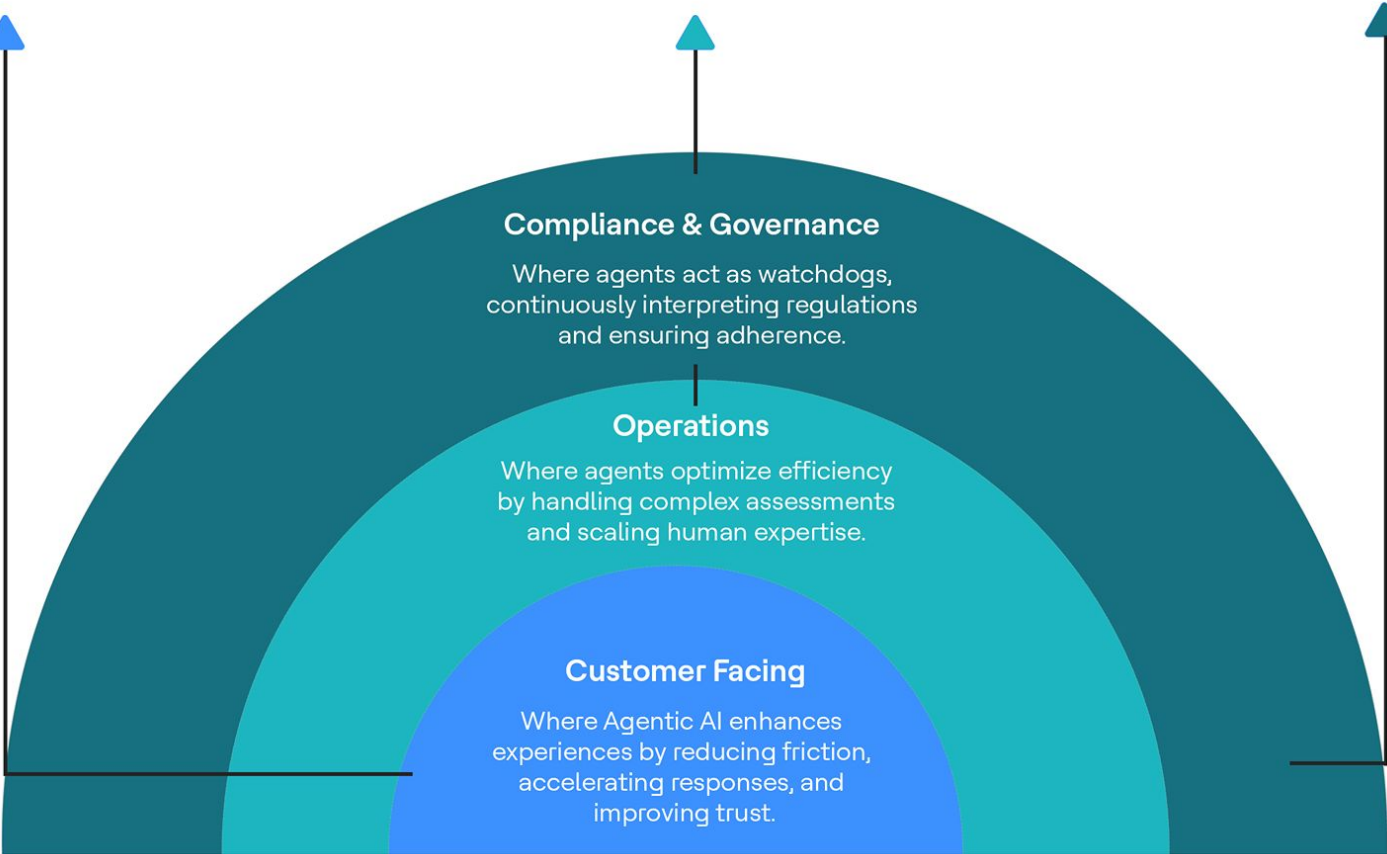 Compliance & Governance
Where agents act as watchdogs,
continuously interpreting regulations
and ensuring adherence.
Operations
Where agents optimize efficiency
by handling complex assessments
and scaling human expertise.
Customer Facing
Where Agentic AI enhances
experiences by reducing friction,
accelerating responses, and
improving trust.